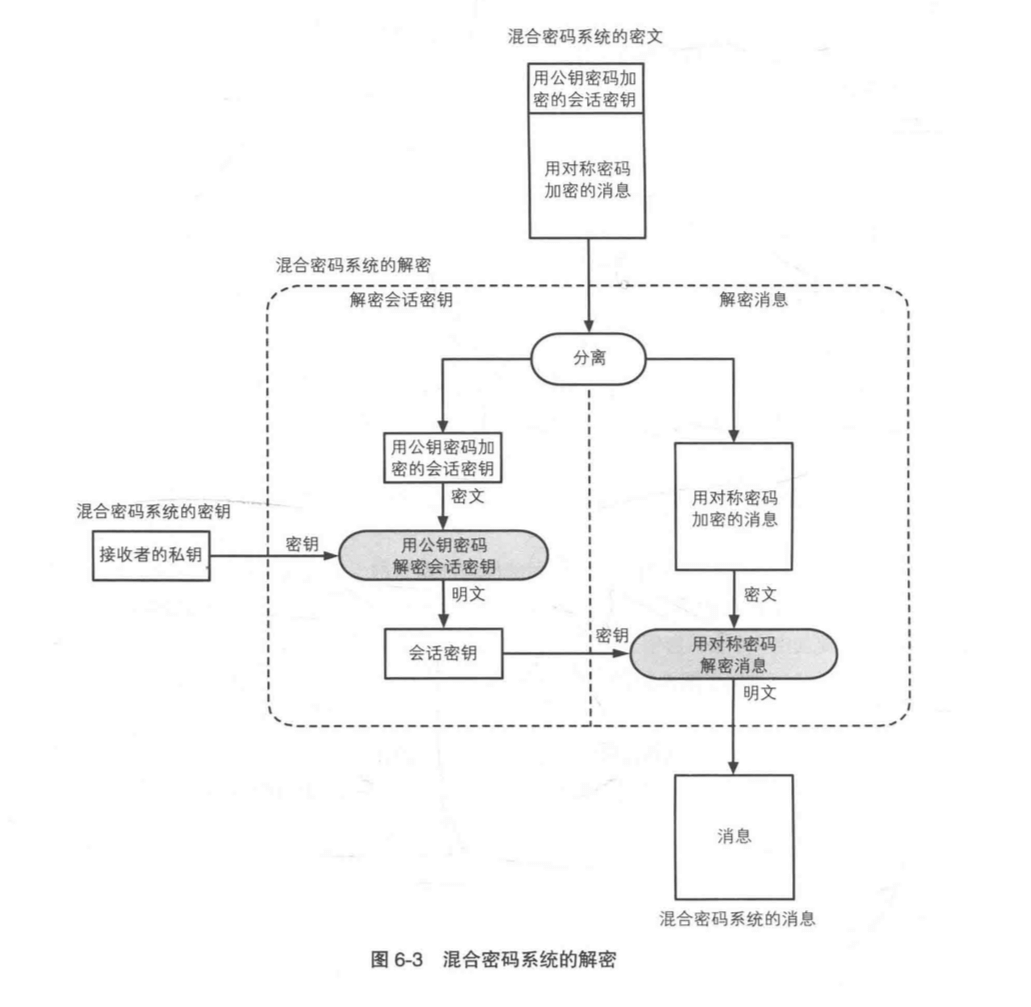 混合密码系统的密文
用公钥密码加
密的会话密钥
用对称密码
加密的消息
混合密码系统的解密
解密会话密钥
解密消息
分离
用公钥密码加
密的会话密钥
密文
用对称密码
加密的消息
混合密码系统的密钥
接收者的私钥
密钥
用公钥密码
解密会话密钥
明文
密文
会话密钥
密钥
用对称密码
解密消息
明文
消息
混合密码系统的消息
图 6-3 混合密码系统的解密